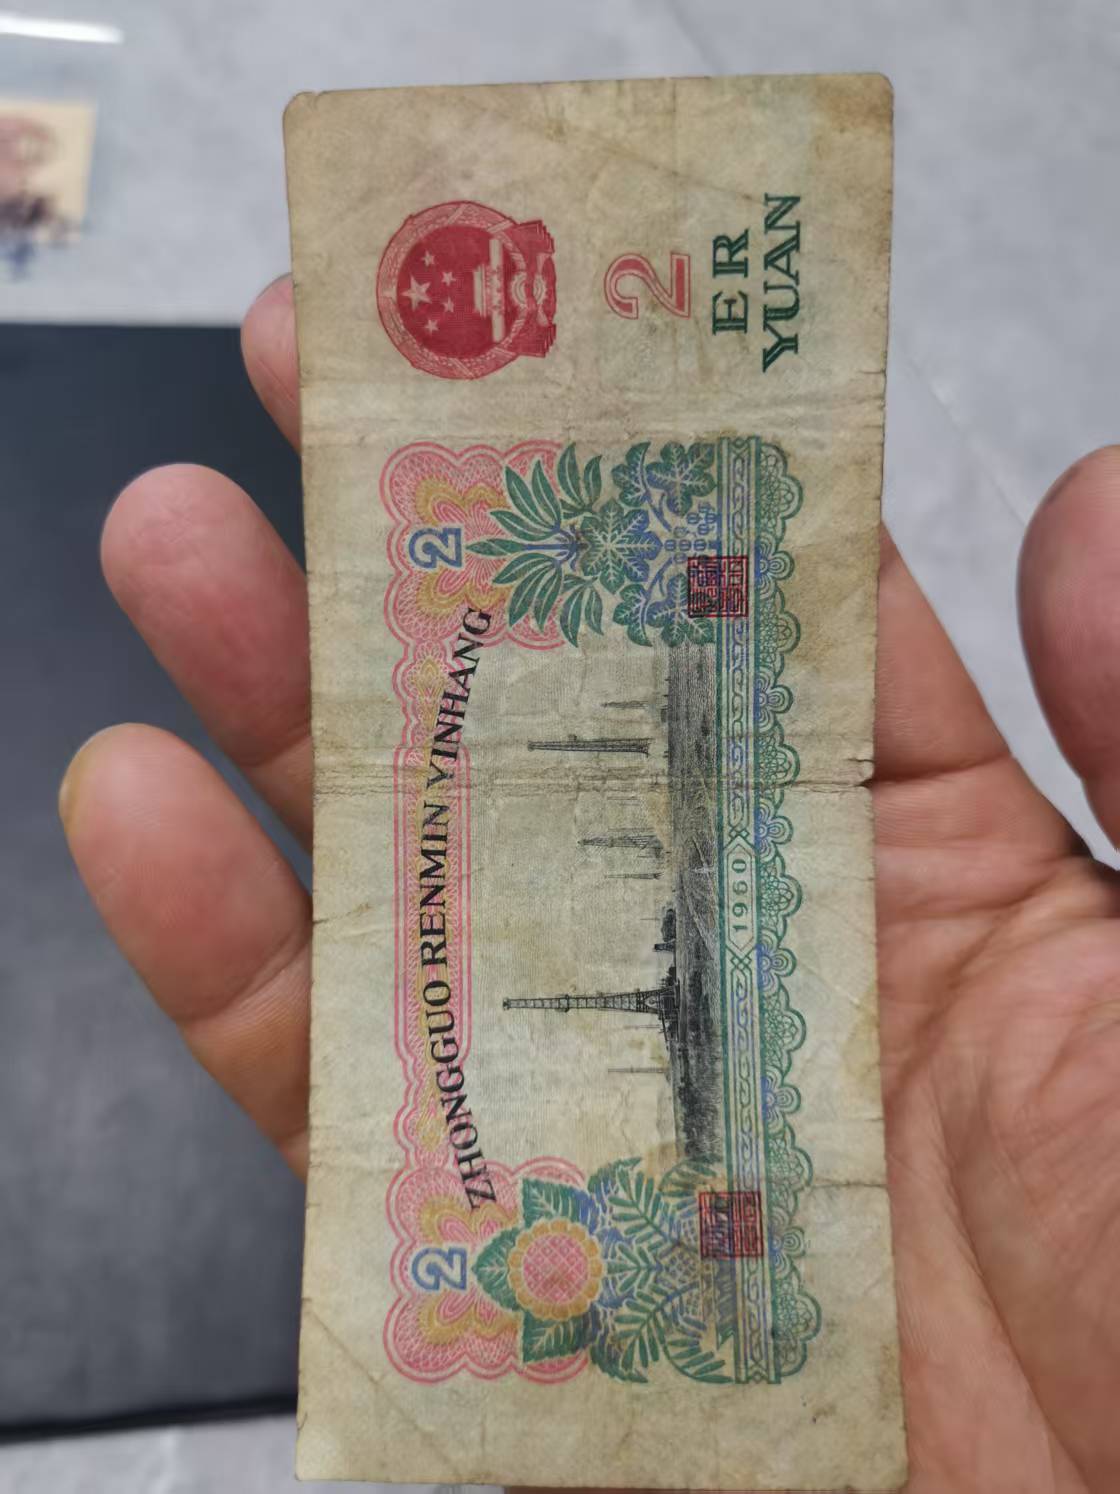 ZHONGGUO RENMIN YINHANG
2
2
2
ER
YUAN
1960